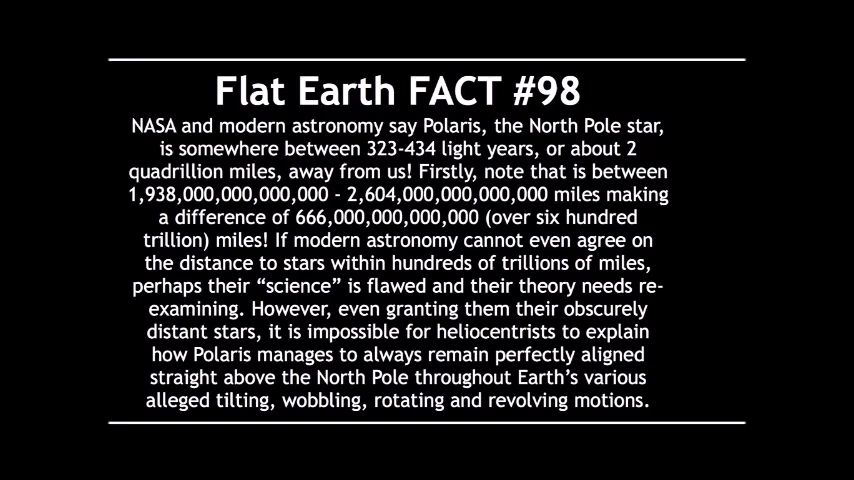 Flat Earth FACT #98
NASA and modern astronomy say Polaris, the North Pole star,
is somewhere between 323-434 light years, or about 2
quadrillion miles, away from us! Firstly, note that is between
1,938,000,000,000,000 - 2,604,000,000,000,000 miles making
a difference of 666,000,000,000,000 (over six hundred
trillion) miles! If modern astronomy cannot even agree on
the distance to stars within hundreds of trillions of miles,
perhaps their “science” is flawed and their theory needs re-
examining. However, even granting them their obscurely
distant stars, it is impossible for heliocentrists to explain
how Polaris manages to always remain perfectly aligned
straight above the North Pole throughout Earth’s various
alleged tilting, wobbling, rotating and revolving motions.